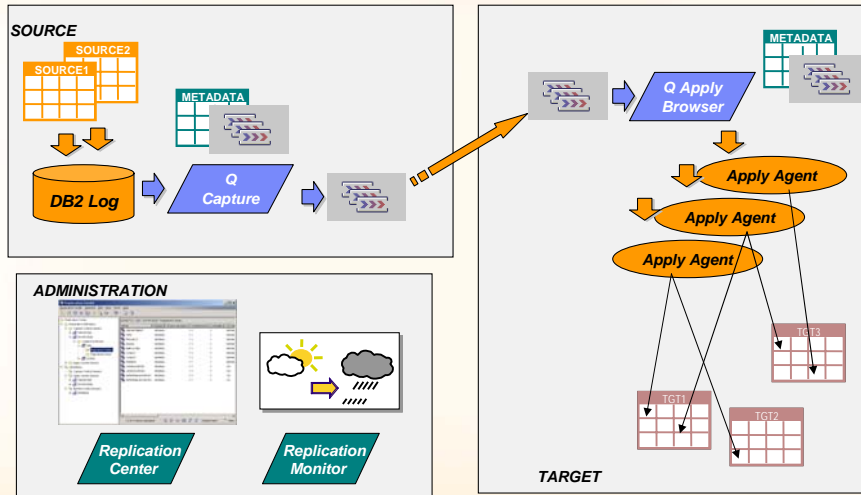 SOURCE
SOURCE2
SOURCE1
METADATA
DB2 Log
Q
Capture
ADMINISTRATION
Replication
Center
Replication
Monitor
METADATA
Q Apply
Browser
Apply Agent
Apply Agent
Apply Agent
TGT3
TGT1
TGT2
TARGET